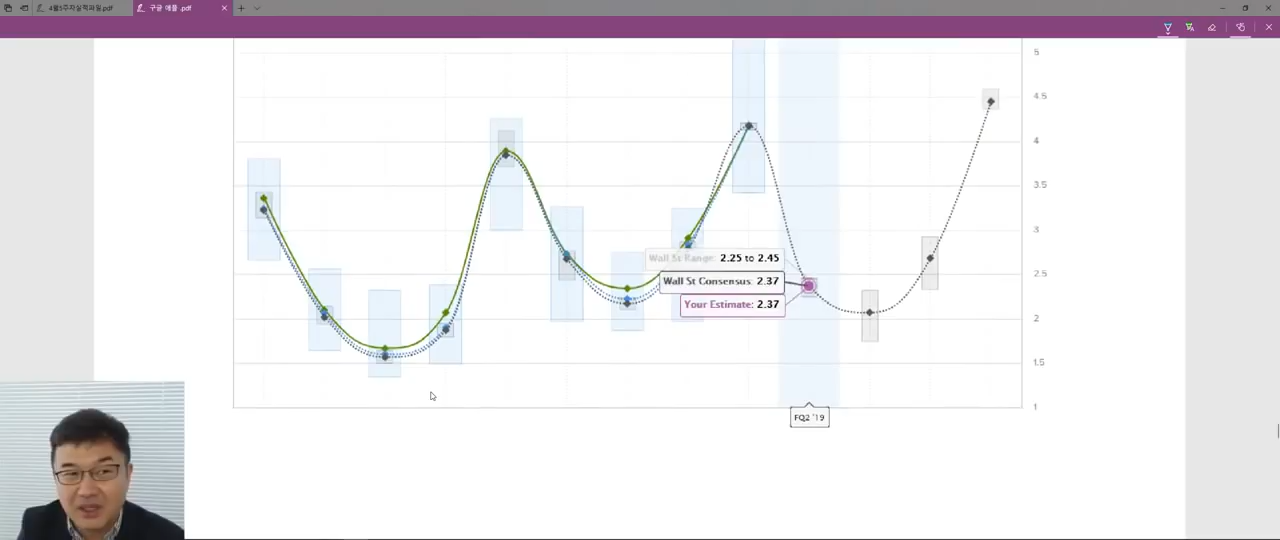 4월5주차실적파일.pdf
구글 애플 .pdf
5
4.5
4
3.5
3
2.5
2
1.5
1
Wall St Range: 2.25 to 2.45
Wall St Consensus: 2.37
Your Estimate: 2.37
FQ2 '19